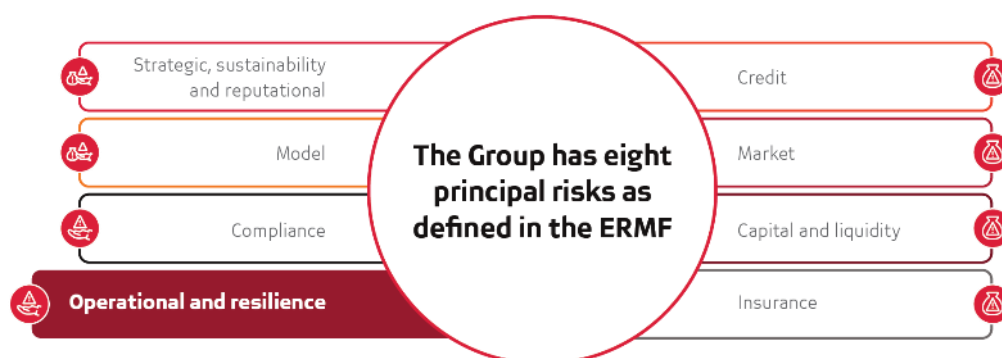 Strategic, sustainability
and reputational
Model
Compliance
Operational and resilience
The Group has eight
principal risks as
defined in the ERMF
Credit
Market
Capital and liquidity
Insurance